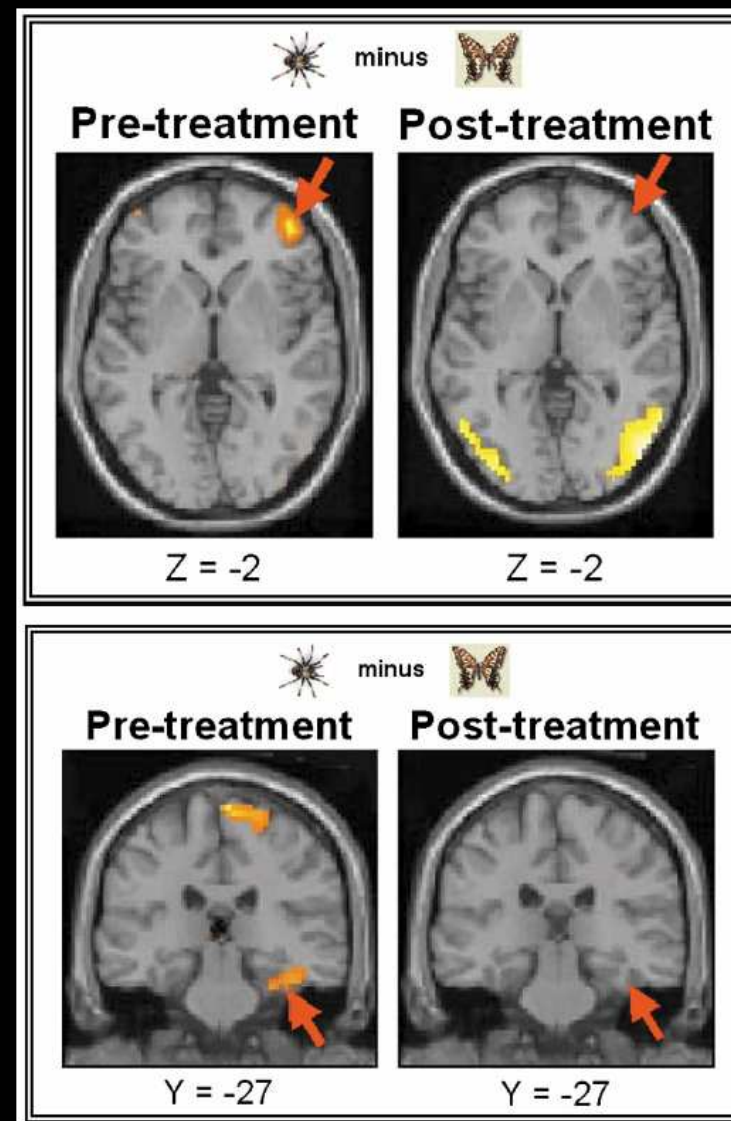 minus
Pre-treatment Post-treatment
Z = -2 Z = -2
minus
Pre-treatment Post-treatment
Y = -27 Y = -27